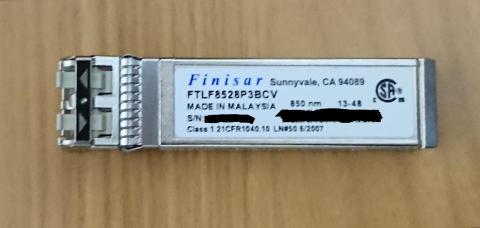 Finisar Sunnyvale, CA 94089
FTLF8528P3BCV
MADE IN MALAYSIA 850 nm 13-48
S/N:
Class 1 21CFR1040.10 LN#50 6/2007